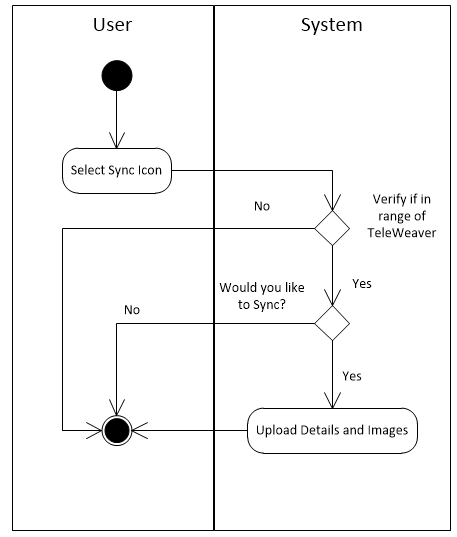 User
System
Select Sync Icon
No
Verify if in
range of
TeleWeaver
Would you like
to Sync?
Yes
No
Yes
Upload Details and Images